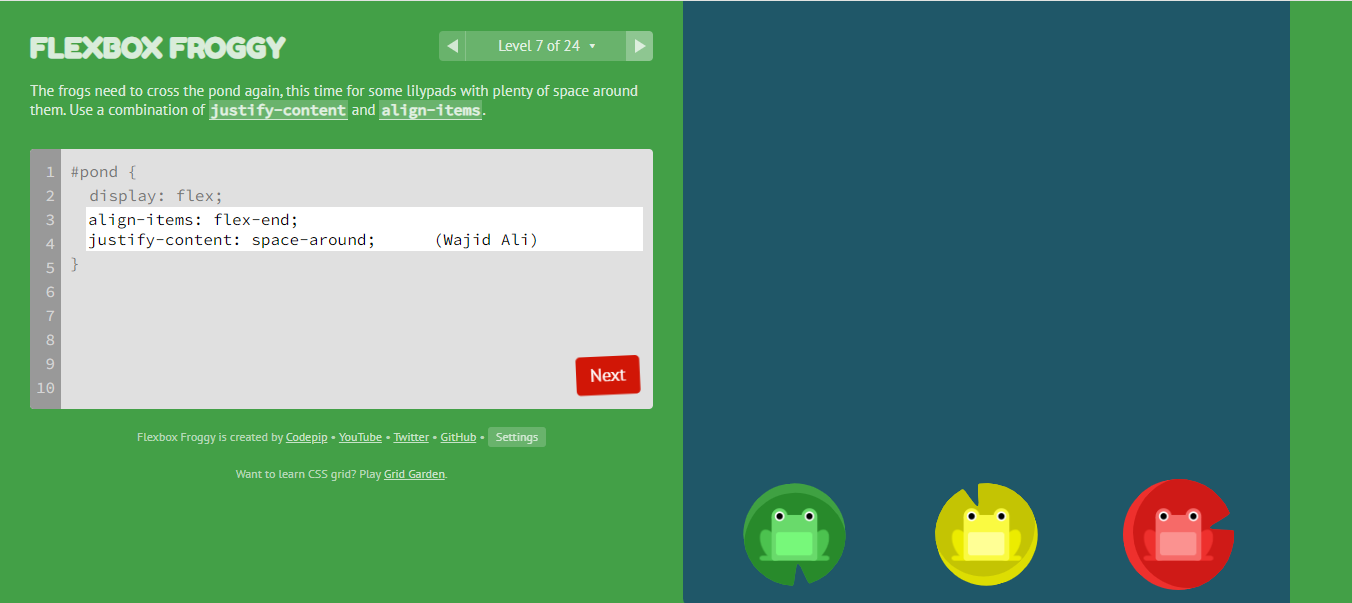 FLEXBOX FROGGY
◀ Level 7 of 24 ▾ ▶
The frogs need to cross the pond again, this time for some lilypads with plenty of space around
them. Use a combination of justify-content and align-items.
1 #pond {
2 display: flex;
3 align-items: flex-end;
4 justify-content: space-around; (Wajid Ali)
5 }
6
7
8
9
10
Next
Flexbox Froggy is created by Codepip • YouTube • Twitter • GitHub • Settings
Want to learn CSS grid? Play Grid Garden.